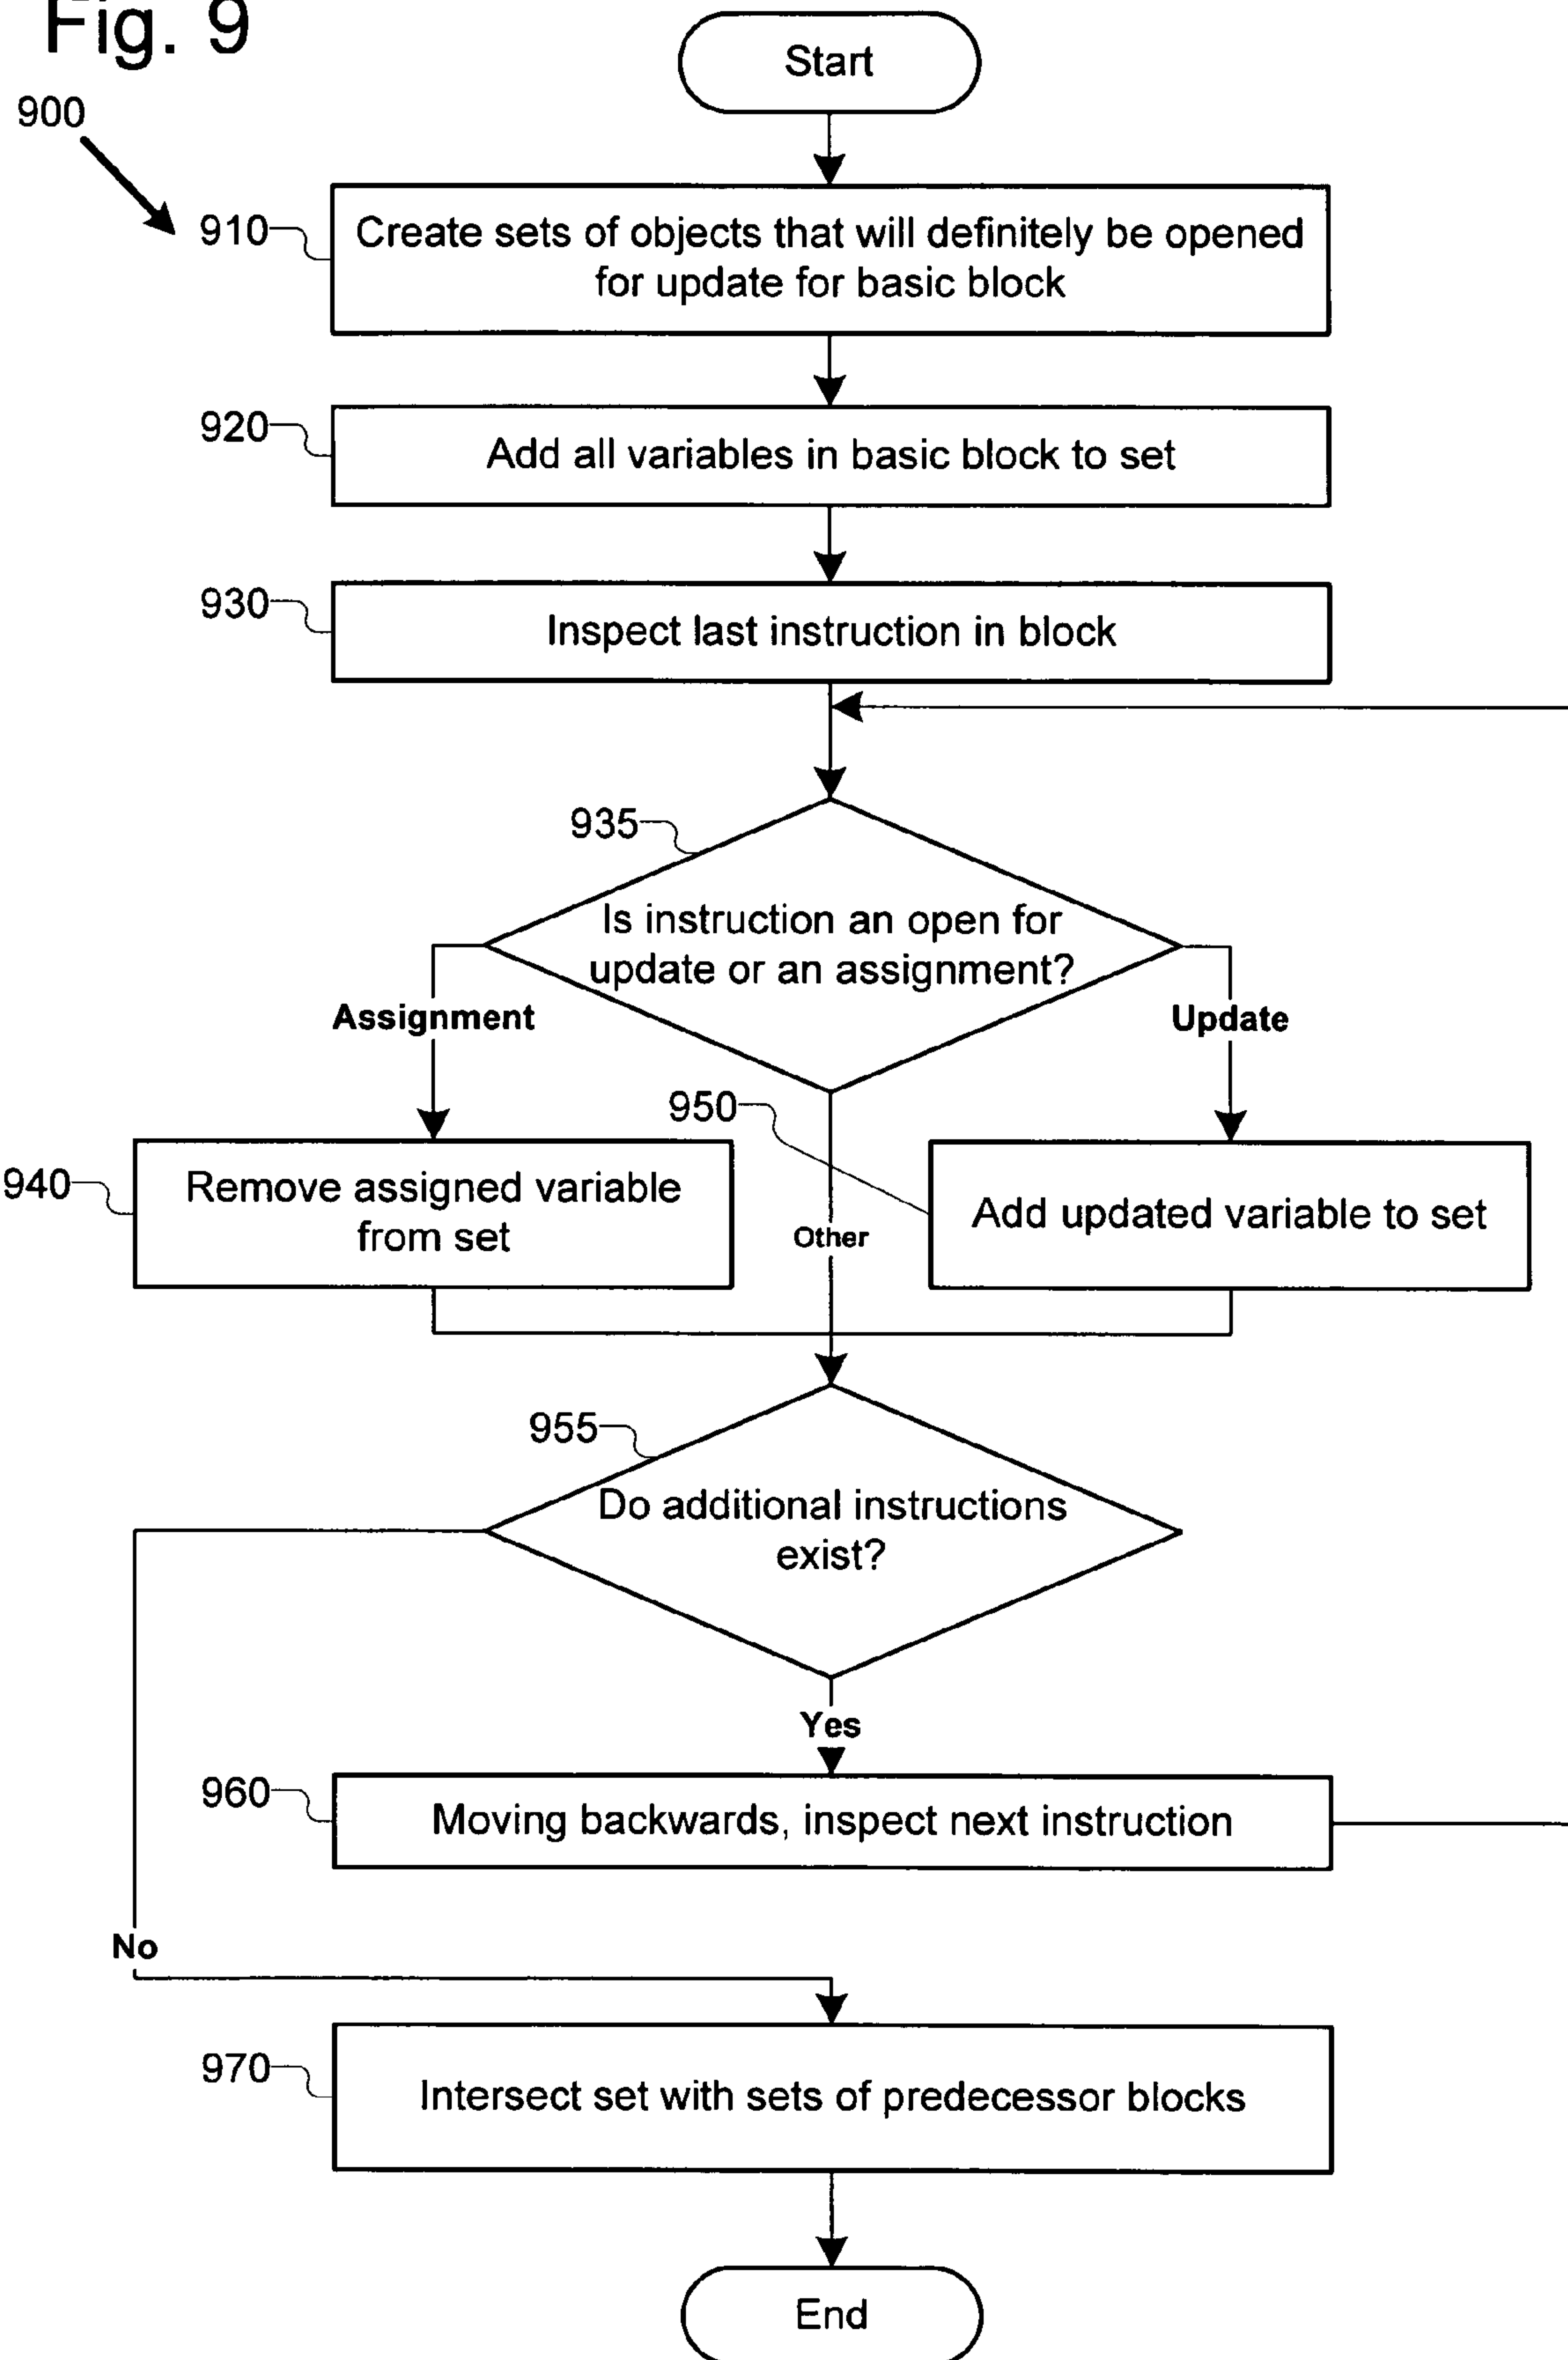 Fig. 9
900
Start
910
Create sets of objects that will definitely be opened
for update for basic block
920
Add all variables in basic block to set
930
Inspect last instruction in block
935
Is instruction an open for
update or an assignment?
Assignment
Update
950
940
Remove assigned variable
from set
Other
Add updated variable to set
955
Do additional instructions
exist?
Yes
960
Moving backwards, inspect next instruction
No
970
Intersect set with sets of predecessor blocks
End